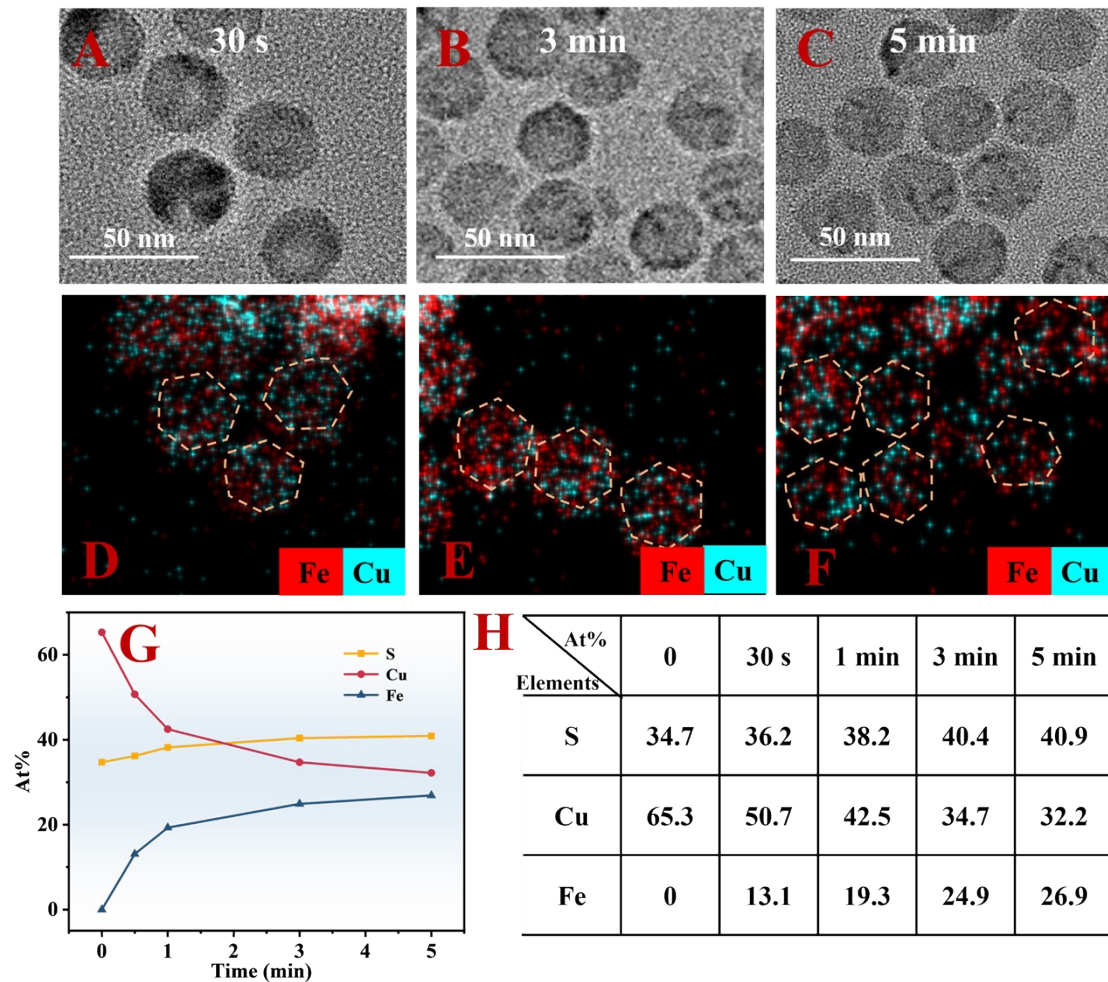 A
30 s
50 nm
B
3 min
50 nm
C
5 min
50 nm
D
Fe Cu
E
Fe Cu
F
Fe Cu
G
At%
60
40
20
0
S
Cu
Fe
0 1 2 3 4 5
Time (min)
H
At%
Elements
0 30 s 1 min 3 min 5 min
S 34.7 36.2 38.2 40.4 40.9
Cu 65.3 50.7 42.5 34.7 32.2
Fe 0 13.1 19.3 24.9 26.9